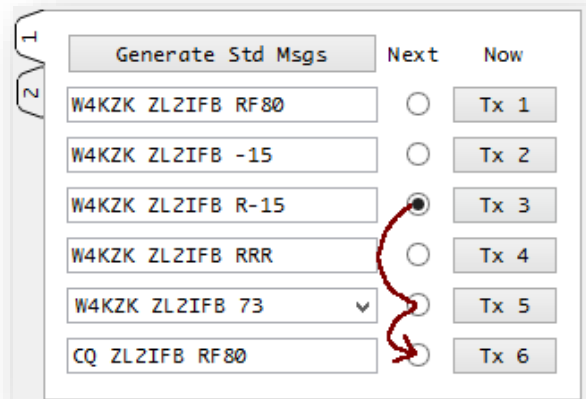 1
2
Generate Std Msgs Next Now
W4KZK ZL2IFB RF80 Tx 1
W4KZK ZL2IFB -15 Tx 2
W4KZK ZL2IFB R-15 Tx 3
W4KZK ZL2IFB RRR Tx 4
W4KZK ZL2IFB 73 Tx 5
CQ ZL2IFB RF80 Tx 6